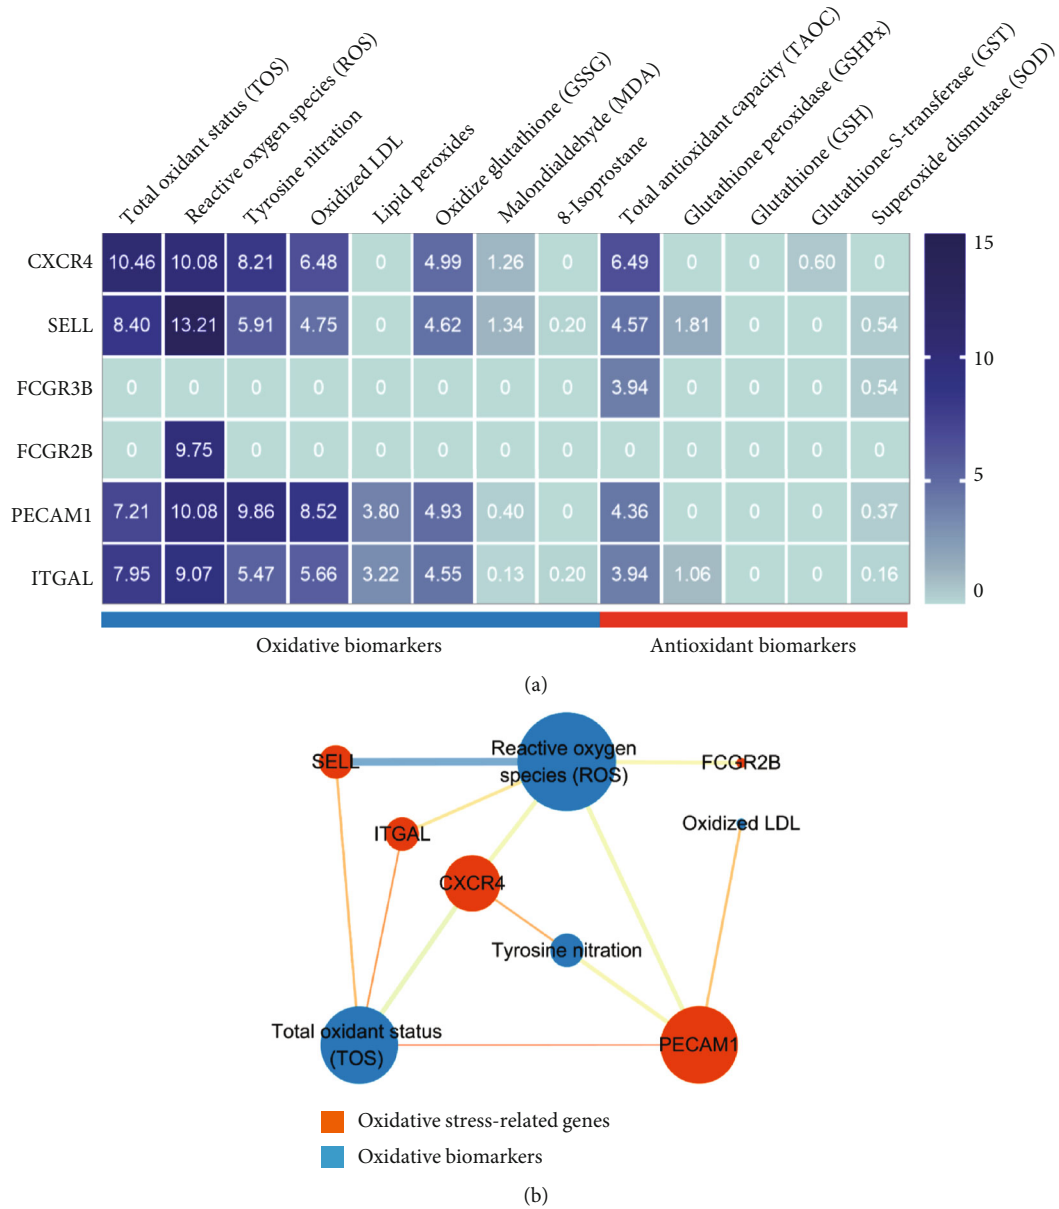 (a)
Total oxidant status (TOS)
Reactive oxygen species (ROS)
Tyrosine nitration
Oxidized LDL
Lipid peroxides
Oxidize glutathione (GSSG)
Malondialdehyde (MDA)
8-Isoprostane
Total antioxidant capacity (TAOC)
Glutathione peroxidase (GSHPx)
Glutathione (GSH)
Glutathione-S-transferase (GST)
Superoxide dismutase (SOD)
CXCR4 10.46 10.08 8.21 6.48 0 4.99 1.26 0 6.49 0 0 0.60 0
SELL 8.40 13.21 5.91 4.75 0 4.62 1.34 0.20 4.57 1.81 0 0 0.54
FCGR3B 0 0 0 0 0 0 0 0 3.94 0 0 0 0.54
FCGR2B 0 9.75 0 0 0 0 0 0 0 0 0 0 0
PECAM1 7.21 10.08 9.86 8.52 3.80 4.93 0.40 0 4.36 0 0 0 0.37
ITGAL 7.95 9.07 5.47 5.66 3.22 4.55 0.13 0.20 3.94 1.06 0 0 0.16
15
10
5
0
Oxidative biomarkers
Antioxidant biomarkers
(a)
SELL
Reactive oxygen
species (ROS)
FCGR2B
Oxidized LDL
ITGAL
CXCR4
Tyrosine nitration
Total oxidant status
(TOS)
PECAM1
Oxidative stress-related genes
Oxidative biomarkers
(b)